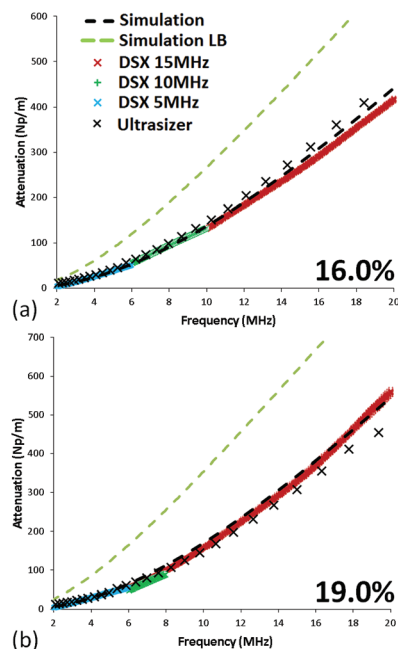 (a)
Simulation
Simulation LB
DSX 15MHz
DSX 10MHz
DSX 5MHz
Ultrasizer
600
500
400
300
200
100
0
Attenuation (Np/m)
16.0%
2 4 6 8 10 12 14 16 18 20
Frequency (MHz)
(b)
700
600
500
400
300
200
100
0
Attenuation (Np/m)
19.0%
2 4 6 8 10 12 14 16 18 20
Frequency (MHz)